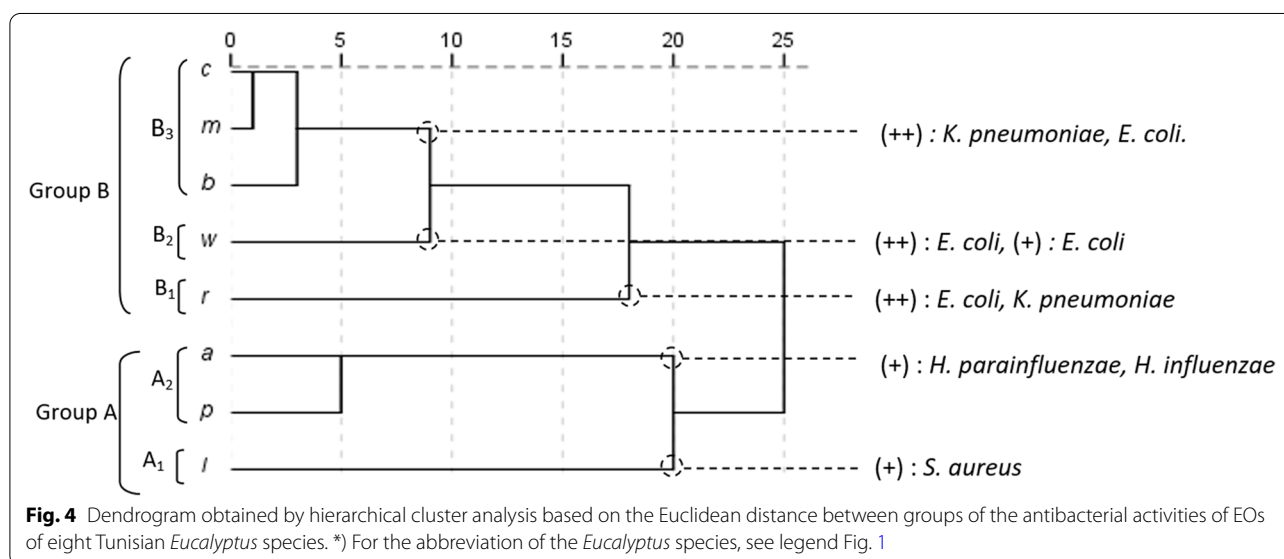 0 5 10 15 20 25
c
B3 m (++) : K. pneumoniae, E. coli.
Group B b
B2 w (++) : E. coli, (+) : E. coli
B1 r (++) : E. coli, K. pneumoniae
a (+) : H. parainfluenzae, H. influenzae
A2
Group A p
A1 l (+) : S. aureus
Fig. 4 Dendrogram obtained by hierarchical cluster analysis based on the Euclidean distance between groups of the antibacterial activities of EOs
of eight Tunisian Eucalyptus species. *) For the abbreviation of the Eucalyptus species, see legend Fig. 1